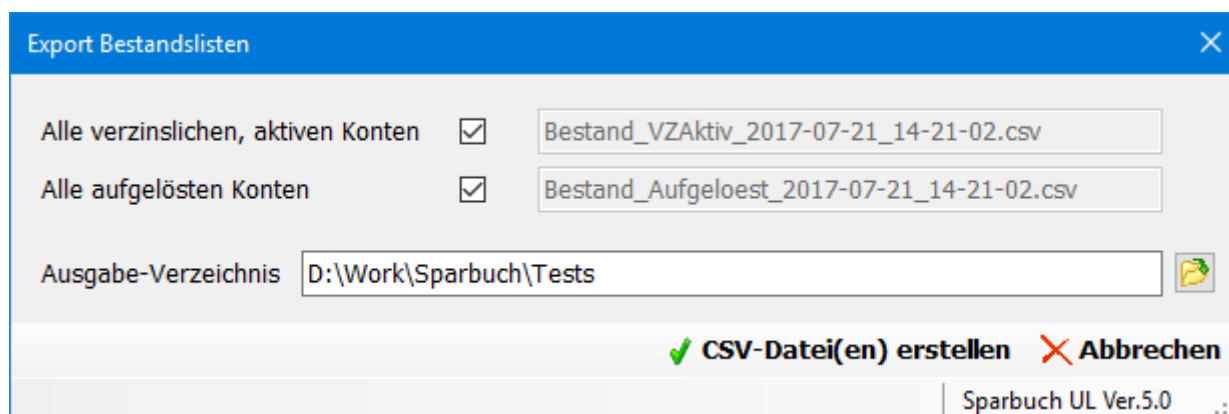 Export Bestandslisten
Alle verzinslichen, aktiven Konten Bestand_VZAktiv_2017-07-21_14-21-02.csv
Alle aufgelösten Konten Bestand_Aufgeloest_2017-07-21_14-21-02.csv
Ausgabe-Verzeichnis D:\Work\Sparbuch\Tests
CSV-Datei(en) erstellen Abbrechen
Sparbuch UL Ver.5.0